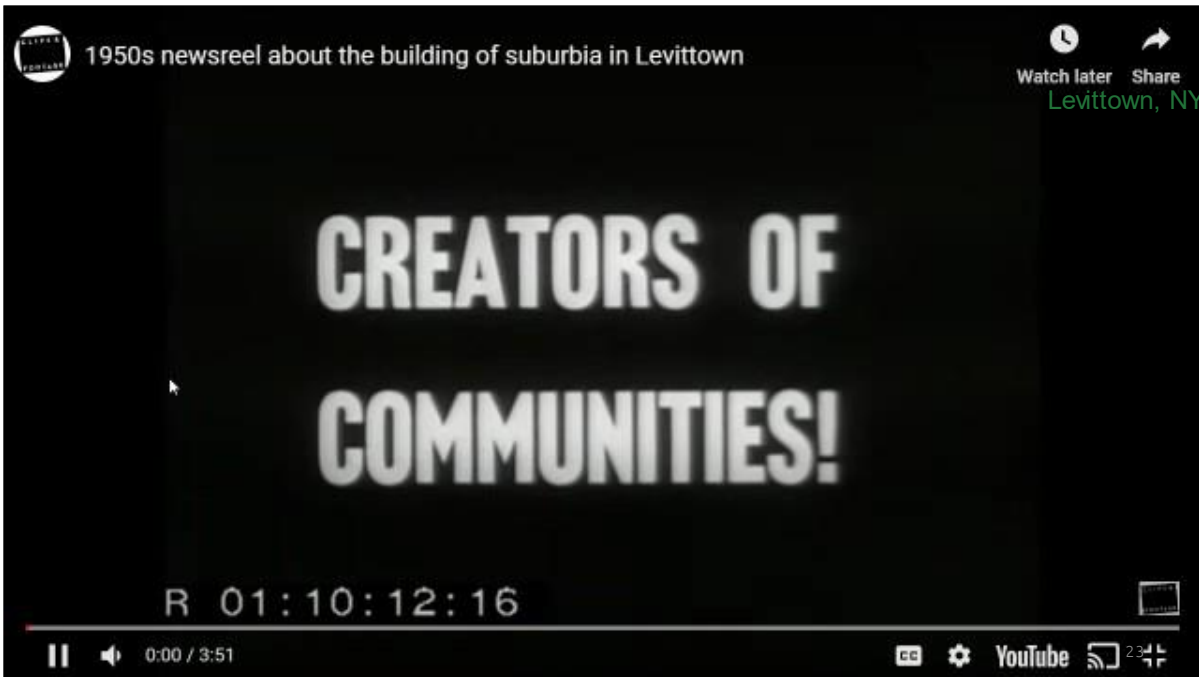 1950s newsreel about the building of suburbia in Levittown
Watch later
Share
Levittown, NY
CREATORS OF
COMMUNITIES!
R 01:10:12:16
0:00 / 3:51
CC
YouTube
23